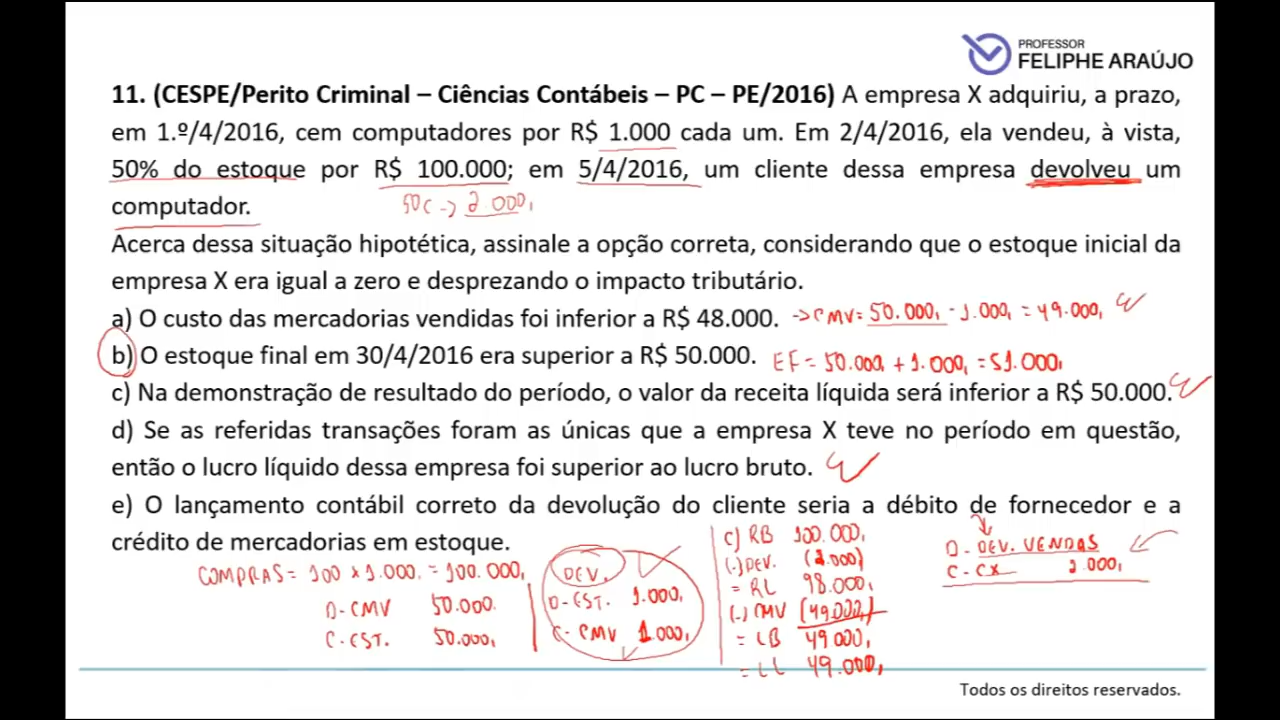 PROFESSOR
FELIPHE ARAÚJO
11. (CESPE/Perito Criminal – Ciências Contábeis – PC – PE/2016) A empresa X adquiriu, a prazo,
em 1.º/4/2016, cem computadores por R$ 1.000 cada um. Em 2/4/2016, ela vendeu, à vista,
50% do estoque por R$ 100.000; em 5/4/2016, um cliente dessa empresa devolveu um
computador.
50C -> 2.000,
Acerca dessa situação hipotética, assinale a opção correta, considerando que o estoque inicial da
empresa X era igual a zero e desprezando o impacto tributário.
a) O custo das mercadorias vendidas foi inferior a R$ 48.000. -> CMV = 50.000, - 1.000, = 49.000,
b) O estoque final em 30/4/2016 era superior a R$ 50.000. EF = 50.000, + 1.000, = 51.000,
c) Na demonstração de resultado do período, o valor da receita líquida será inferior a R$ 50.000.
d) Se as referidas transações foram as únicas que a empresa X teve no período em questão,
então o lucro líquido dessa empresa foi superior ao lucro bruto.
e) O lançamento contábil correto da devolução do cliente seria a débito de fornecedor e a
crédito de mercadorias em estoque.
COMPRAS = 100 x 1.000, = 100.000,
D - CMV 50.000.
C - EST. 50.000,
DEV.
D - EST. 1.000,
C - CMV 1.000,
C) RB 100.000,
(-) DEV. (2.000)
= RL 98.000,
(-) CMV (49.000,)
= LB 49.000,
= LL 49.000,
D - DEV. VENDAS
C - CX 2.000,
Todos os direitos reservados.